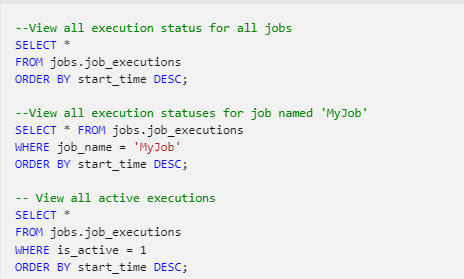 --View all execution status for all jobs
SELECT *
FROM jobs.job_executions
ORDER BY start_time DESC;
--View all execution statuses for job named 'MyJob'
SELECT * FROM jobs.job_executions
WHERE job_name = 'MyJob'
ORDER BY start_time DESC;
-- View all active executions
SELECT *
FROM jobs.job_executions
WHERE is_active = 1
ORDER BY start_time DESC;